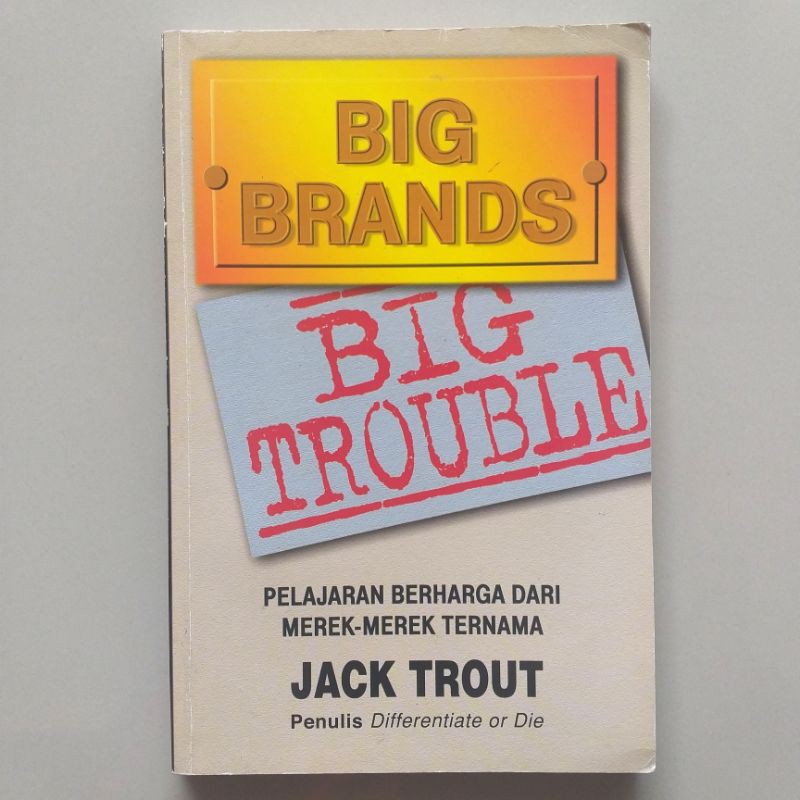 BIG
BRANDS
BIG
TROUBLE
PELAJARAN BERHARGA DARI
MEREK-MEREK TERNAMA
JACK TROUT
Penulis Differentiate or Die